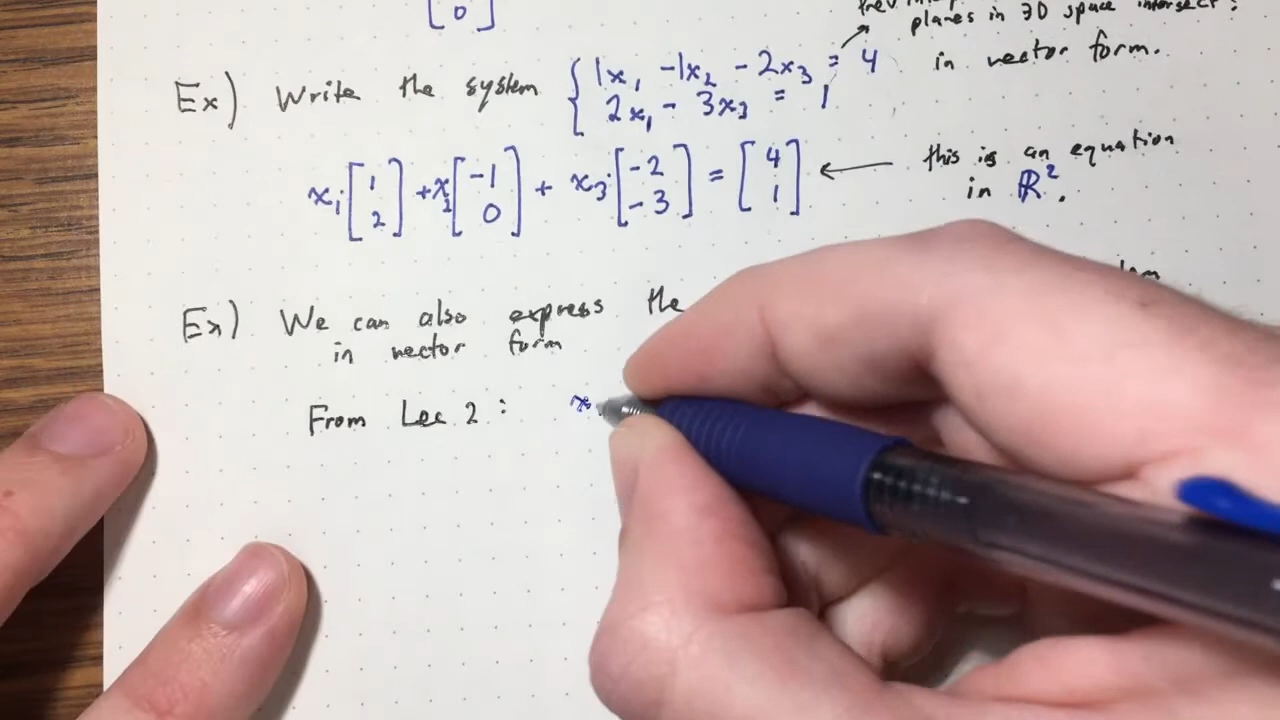 0
planes in 3D space intersect:
Ex) Write the system { 1x₁ - 1x₂ - 2x₃ = 4 in vector form.
2x₁ - 3x₃ = 1
x₁ [1 2] + x₂ [-1 0] + x₃ [-2 -3] = [4 1] ← this is an equation
in ℝ².
Ex) We can also express the
in vector form
From Lec 2: x